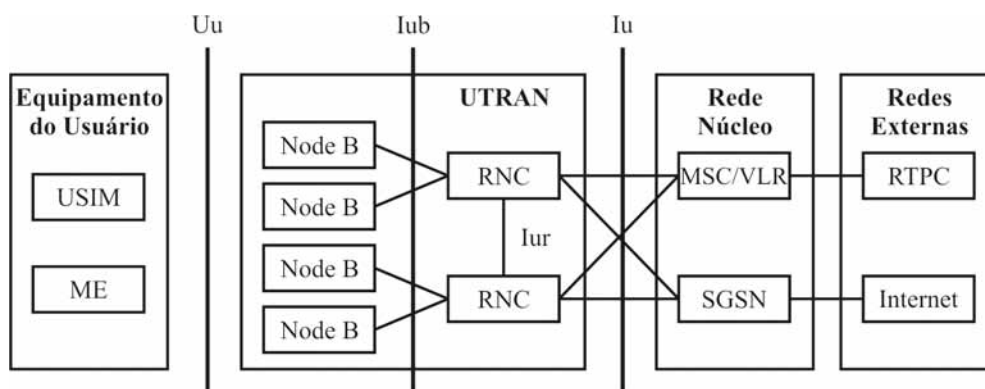 Uu
Iub
Iu
Equipamento
do Usuário
USIM
ME
UTRAN
Node B
Node B
Node B
Node B
RNC
Iur
RNC
Rede
Núcleo
MSC/VLR
SGSN
Redes
Externas
RTPC
Internet